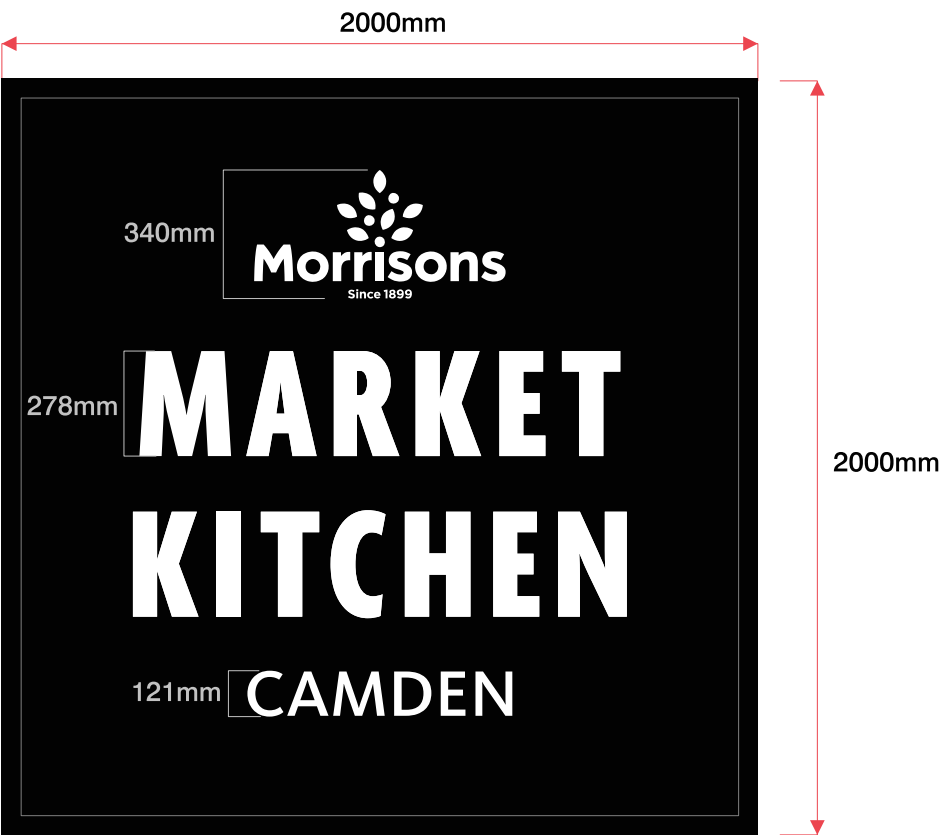 2000mm
340mm
Morrisons
Since 1899
278mm
MARKET
2000mm
KITCHEN
121mm
CAMDEN